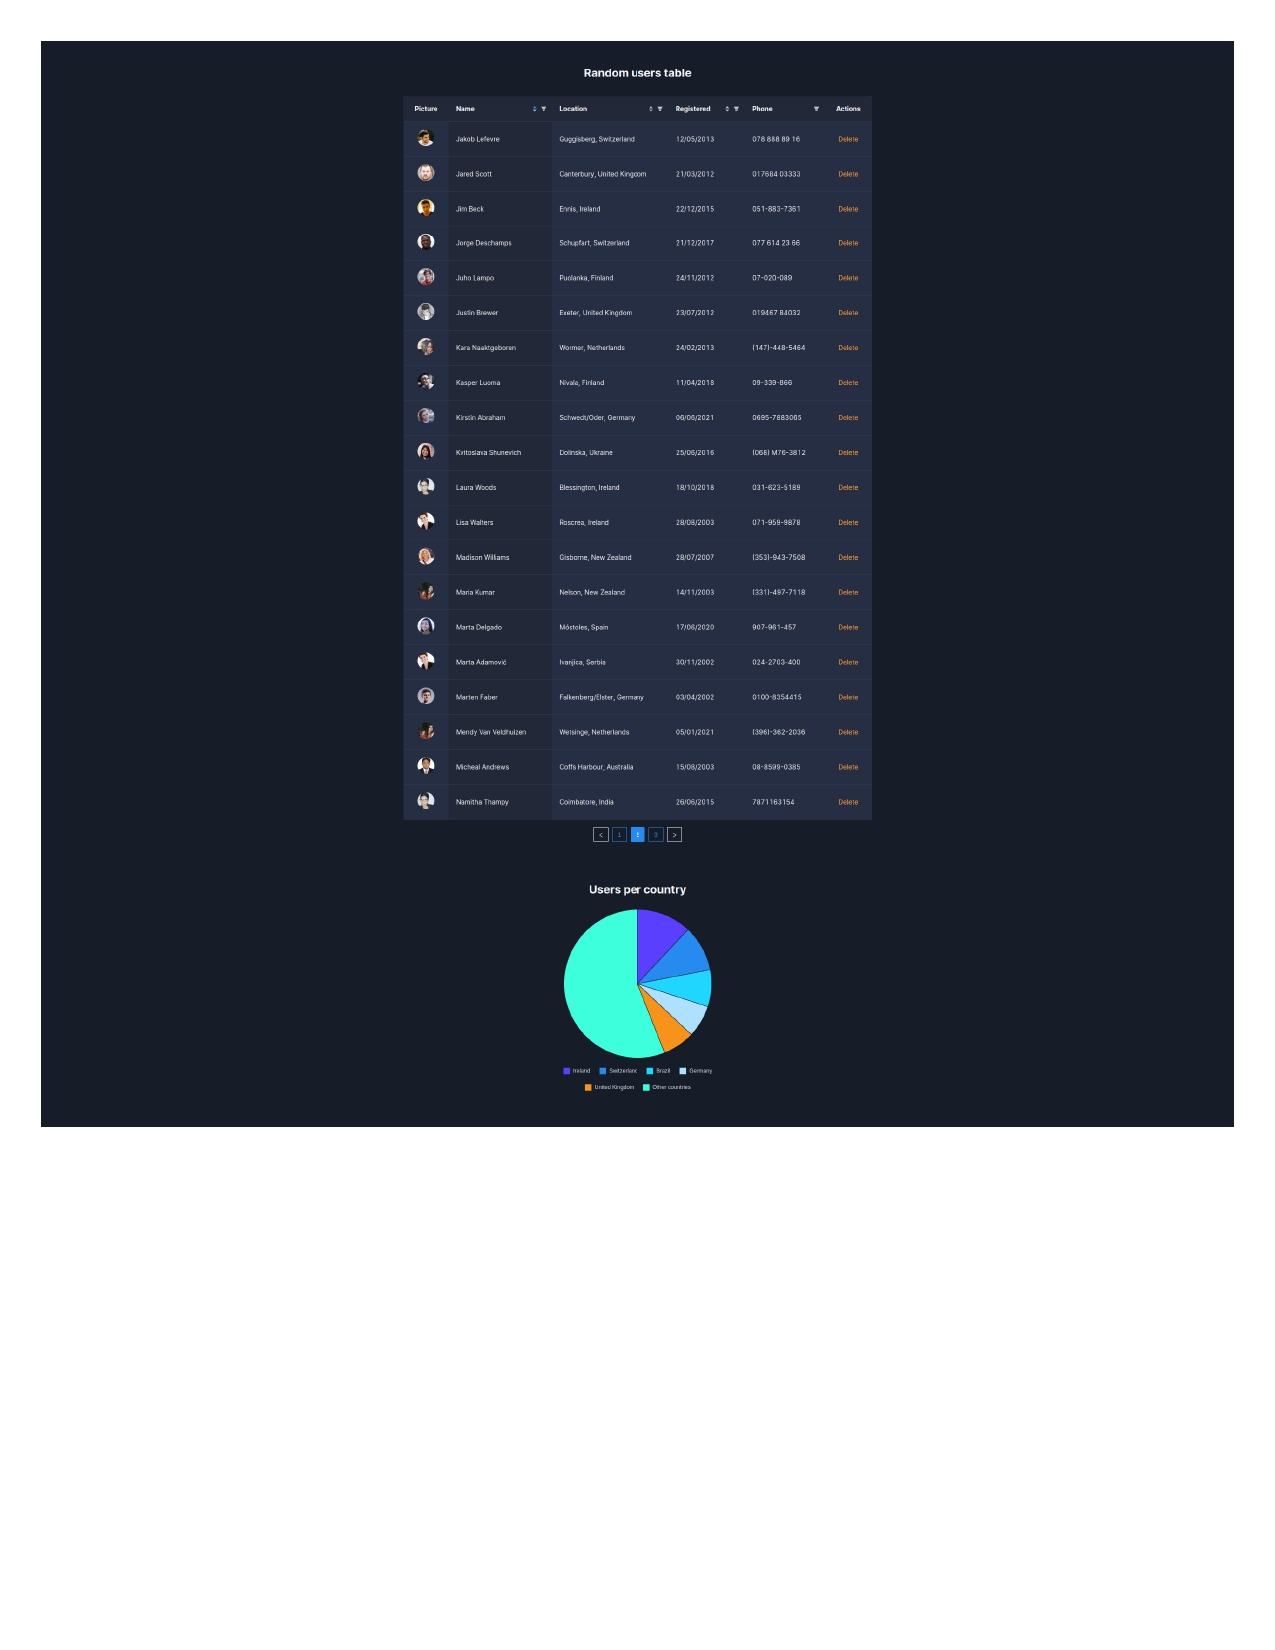 Random users table
Picture Name Location Registered Phone Actions
Jakob Lefevre Guggisberg, Switzerland 12/05/2013 078 888 89 16 Delete
Jared Scott Canterbury, United Kingdom 21/03/2012 017684 03333 Delete
Jim Beck Ennis, Ireland 22/12/2015 051-883-7361 Delete
Jorge Deschamps Schupfart, Switzerland 21/12/2017 077 614 23 66 Delete
Juho Lampo Puolanka, Finland 24/11/2012 07-020-089 Delete
Justin Brewer Exeter, United Kingdom 23/07/2012 019467 84032 Delete
Kara Naaktgeboren Wormer, Netherlands 24/02/2013 (147)-448-5464 Delete
Kasper Luoma Nivala, Finland 11/04/2018 09-339-866 Delete
Kirstin Abraham Schwedt/Oder, Germany 06/06/2021 0695-7883065 Delete
Kvitoslava Shunevich Dolinska, Ukraine 25/06/2016 (068) M76-3812 Delete
Laura Woods Blessington, Ireland 18/10/2018 031-623-5189 Delete
Lisa Walters Roscrea, Ireland 28/08/2003 071-959-9878 Delete
Madison Williams Gisborne, New Zealand 28/07/2007 (353)-943-7508 Delete
Maria Kumar Nelson, New Zealand 14/11/2003 (331)-497-7118 Delete
Marta Delgado Móstoles, Spain 17/06/2020 907-961-457 Delete
Marta Adamović Ivanjica, Serbia 30/11/2002 024-2703-400 Delete
Marten Faber Falkenberg/Elster, Germany 03/04/2002 0100-8354415 Delete
Mendy Van Veldhuizen Wetsinge, Netherlands 05/01/2021 (396)-362-2036 Delete
Micheal Andrews Coffs Harbour, Australia 15/08/2003 08-8599-0385 Delete
Namitha Thampy Coimbatore, India 26/06/2015 7871163154 Delete
< 1 2 3 >
Users per country
Ireland Switzerland Brazil Germany
United Kingdom Other countries